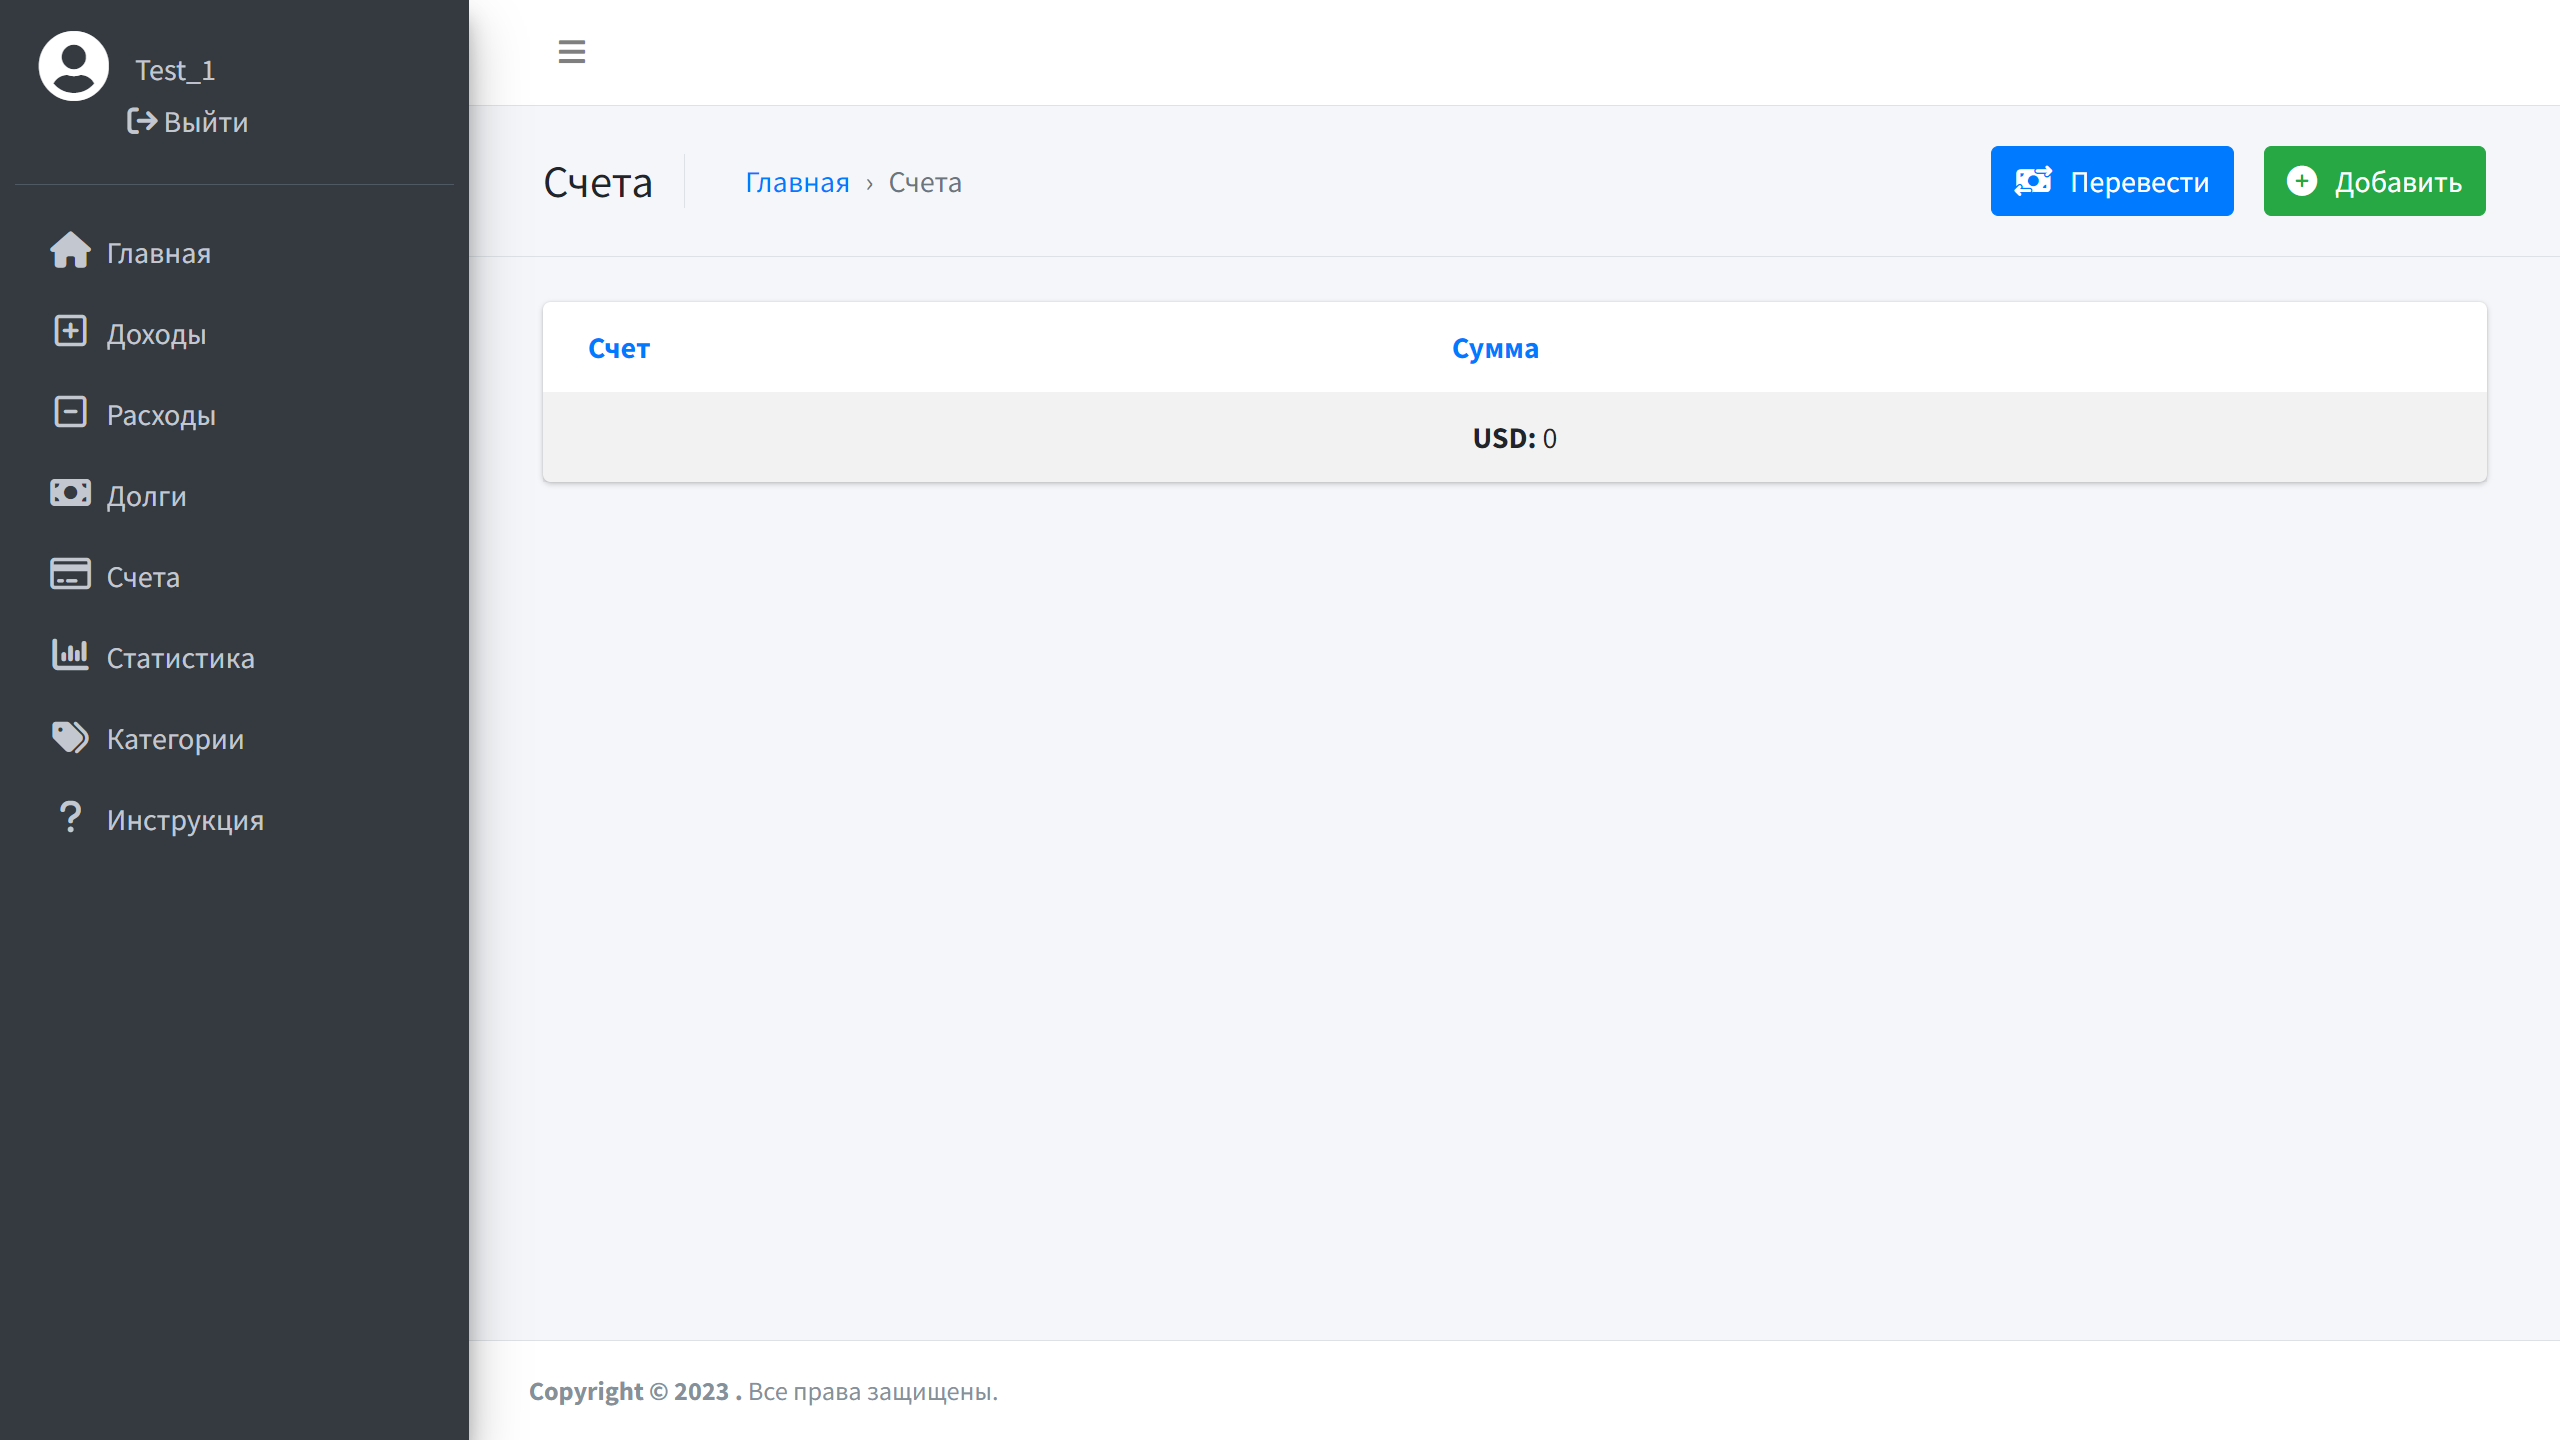 Test_1
Выйти
Главная
Доходы
Расходы
Долги
Счета
Статистика
Категории
Инструкция
Счета
Главная › Счета
Перевести
Добавить
Счет Сумма
USD: 0
Copyright © 2023 . Все права защищены.